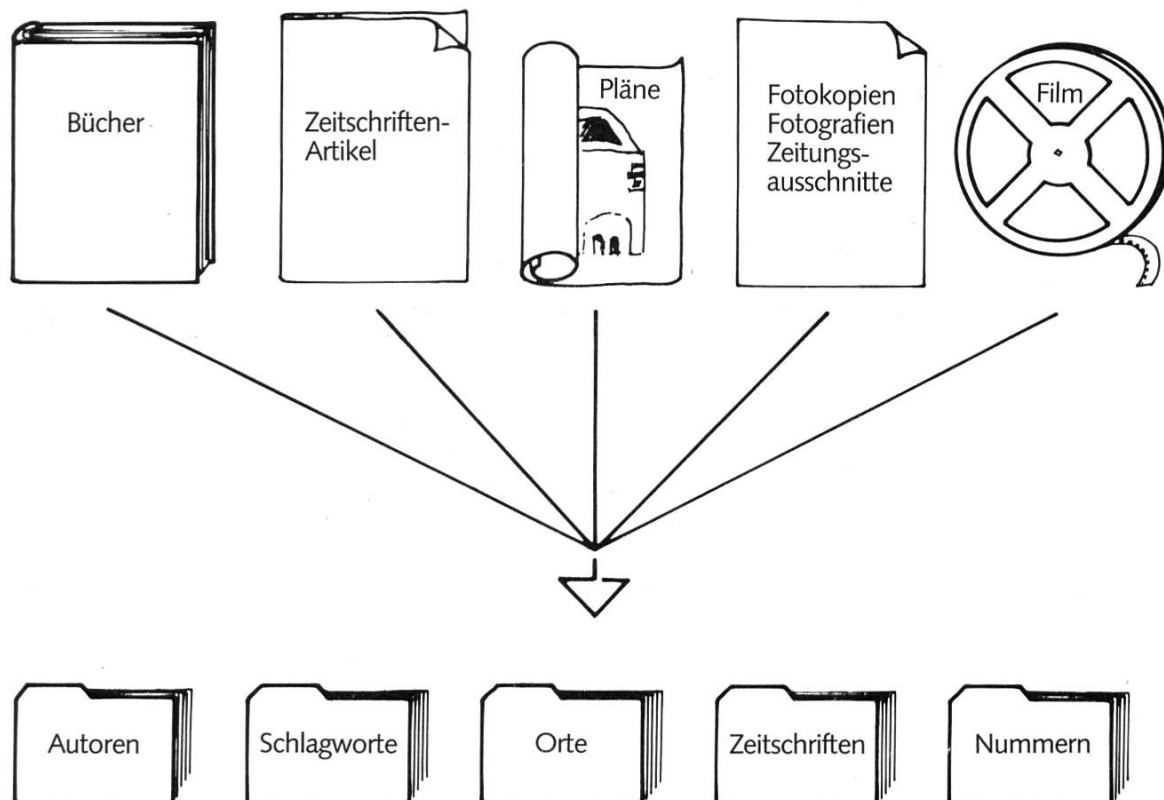 Bücher
Zeitschriften-
Artikel
Pläne
Fotokopien
Fotografien
Zeitungs-
ausschnitte
Film
Autoren
Schlagworte
Orte
Zeitschriften
Nummern